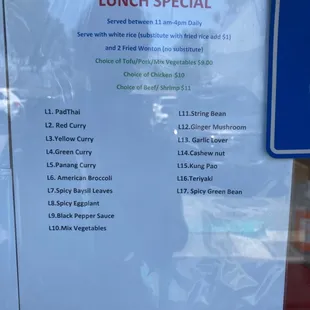 LUNCH SPECIAL
Served between 11 am-4pm Daily
Serve with white rice (substitute with fried rice add $1)
and 2 Fried Wonton (no substitute)
Choice of Tofu/Pork/Mix Vegetables $9.00
Choice of Chicken $10
Choice of Beef/ Shrimp $11
L1. PadThai
L2. Red Curry
L3.Yellow Curry
L4.Green Curry
L5.Panang Curry
L6. American Broccoli
L7.Spicy Baysil Leaves
L8.Spicy Eggplant
L9.Black Pepper Sauce
L10.Mix Vegetables
L11.String Bean
L12.Ginger Mushroom
L13. Garlic Lover
L14.Cashew nut
L15.Kung Pao
L16.Teriyaki
L17. Spicy Green Bean